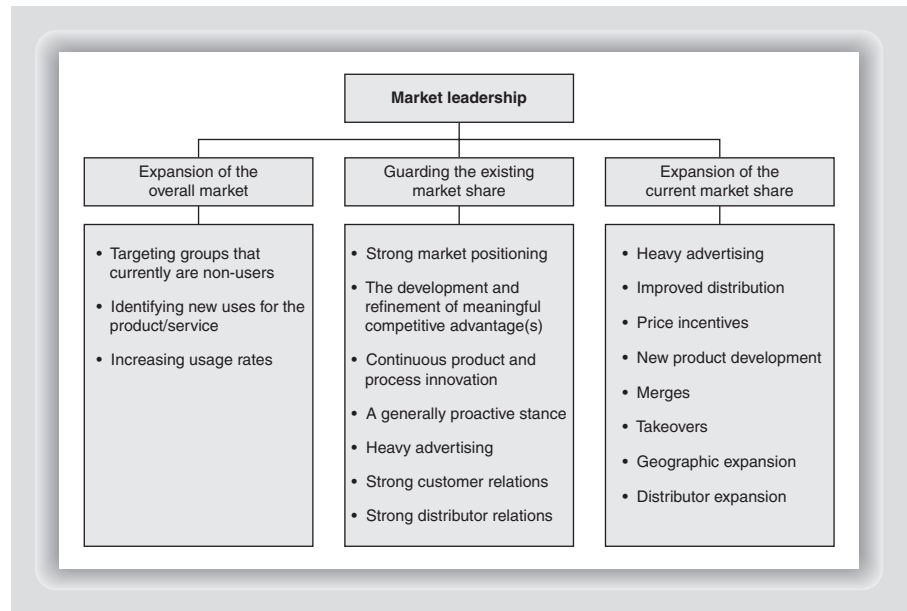 Market leadership
Expansion of the
overall market
• Targeting groups that
currently are non-users
• Identifying new uses for the
product/service
• Increasing usage rates
Guarding the existing
market share
• Strong market positioning
• The development and
refinement of meaningful
competitive advantage(s)
• Continuous product and
process innovation
• A generally proactive stance
• Heavy advertising
• Strong customer relations
• Strong distributor relations
Expansion of the
current market share
• Heavy advertising
• Improved distribution
• Price incentives
• New product development
• Merges
• Takeovers
• Geographic expansion
• Distributor expansion